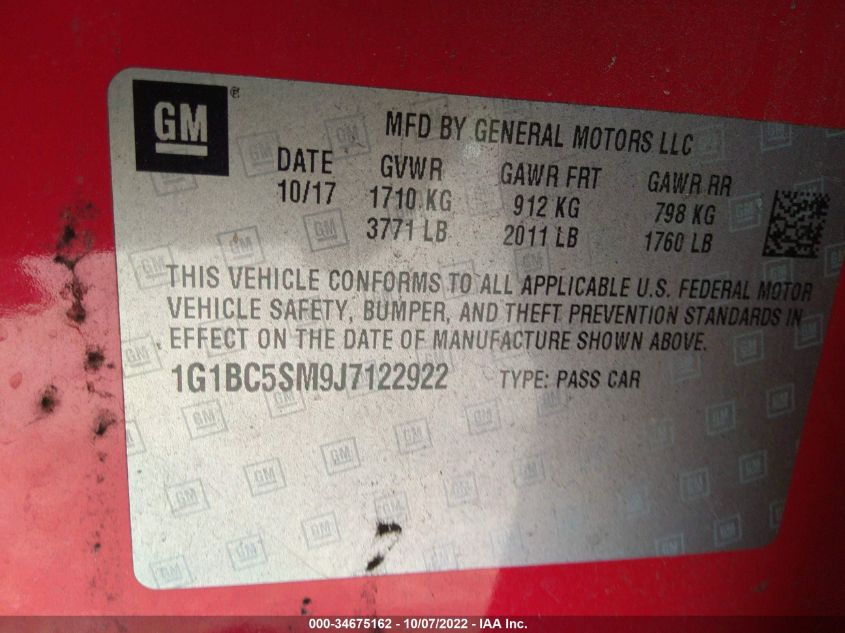 GM®
MFD BY GENERAL MOTORS LLC
DATE GVWR GAWR FRT GAWR RR
10/17 1710 KG 912 KG 798 KG
3771 LB 2011 LB 1760 LB
THIS VEHICLE CONFORMS TO ALL APPLICABLE U.S. FEDERAL MOTOR
VEHICLE SAFETY, BUMPER, AND THEFT PREVENTION STANDARDS IN
EFFECT ON THE DATE OF MANUFACTURE SHOWN ABOVE.
1G1BC5SM9J7122922 TYPE: PASS CAR
000-34675162 - 10/07/2022 - IAA Inc.